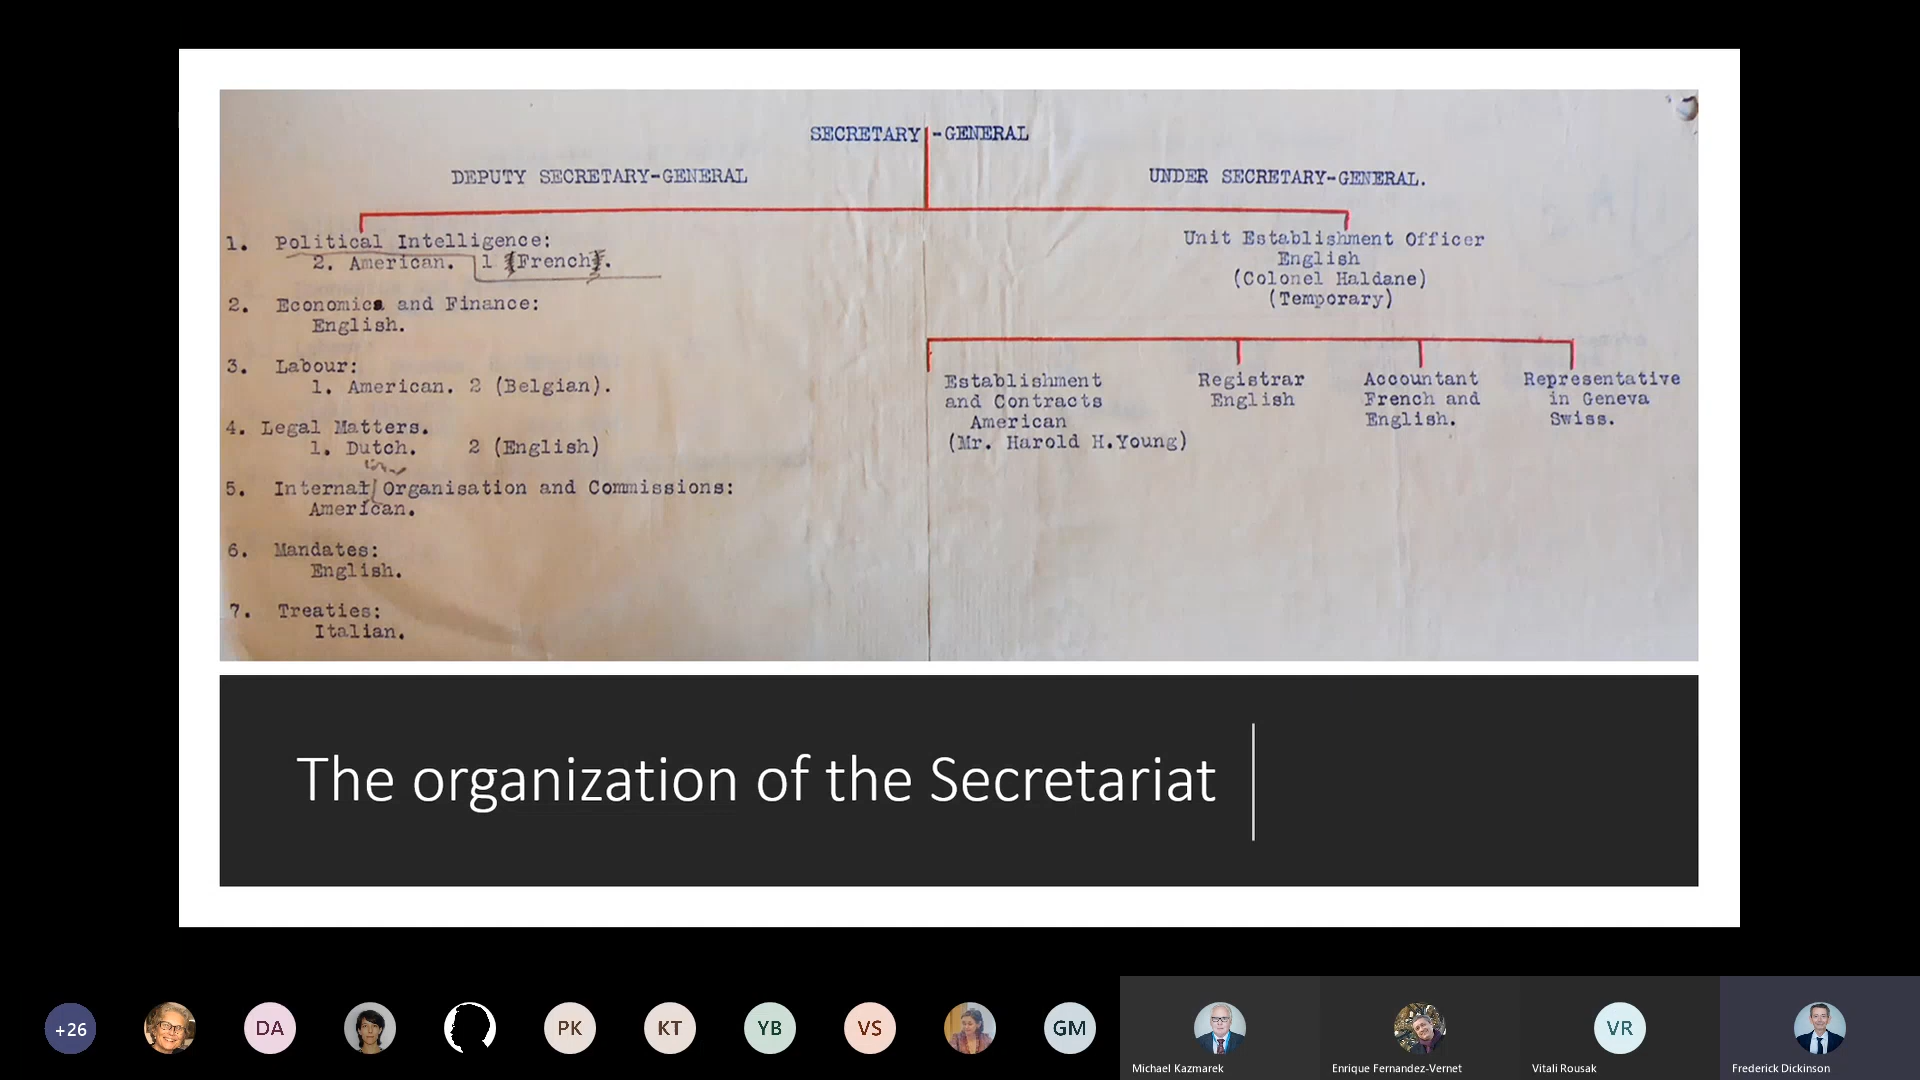 SECRETARY-GENERAL
DEPUTY SECRETARY-GENERAL
UNDER SECRETARY-GENERAL.
1. Political Intelligence:
2. American. 1 (French).
2. Economics and Finance:
English.
3. Labour:
1. American. 2 (Belgian).
4. Legal Matters.
1. Dutch. 2 (English)
5. Internat Organisation and Commissions:
American.
6. Mandates:
English.
7. Treaties:
Italian.
Unit Establishment Officer
English
(Colonel Haldane)
(Temporary)
Establishment
and Contracts
American
(Mr. Harold H.Young)
Registrar
English
Accountant
French and
English.
Representative
in Geneva
Swiss.
The organization of the Secretariat
+26
DA
PK
KT
YB
VS
GM
VR
Michael Kazmarek
Enrique Fernandez-Vernet
Vitali Rousak
Frederick Dickinson